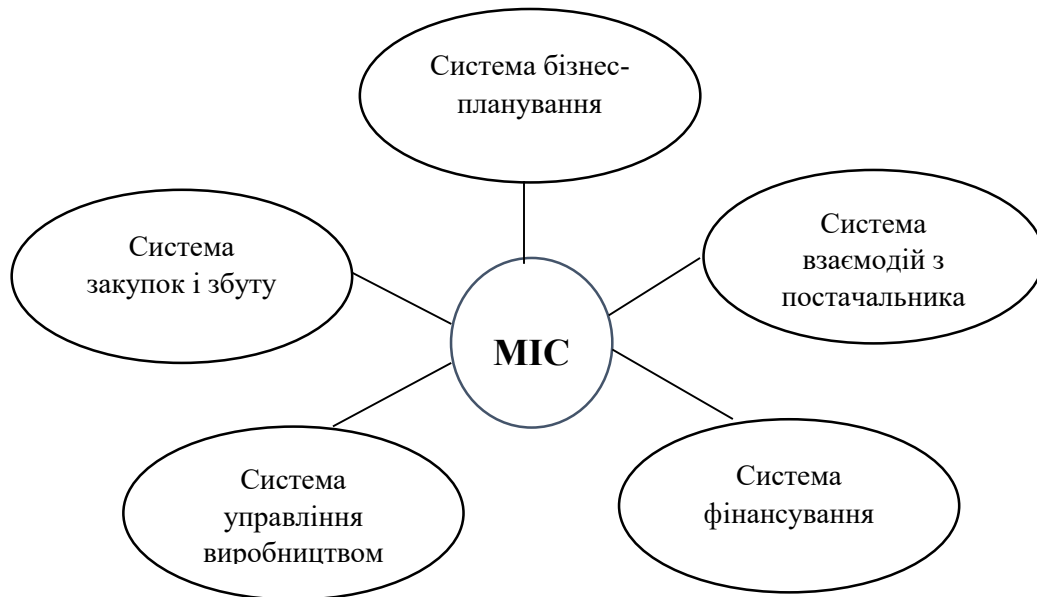 Система бізнес-
планування
Система
закупок і збуту
Система
взаємодій з
постачальника
МІС
Система
управління
виробництвом
Система
фінансування